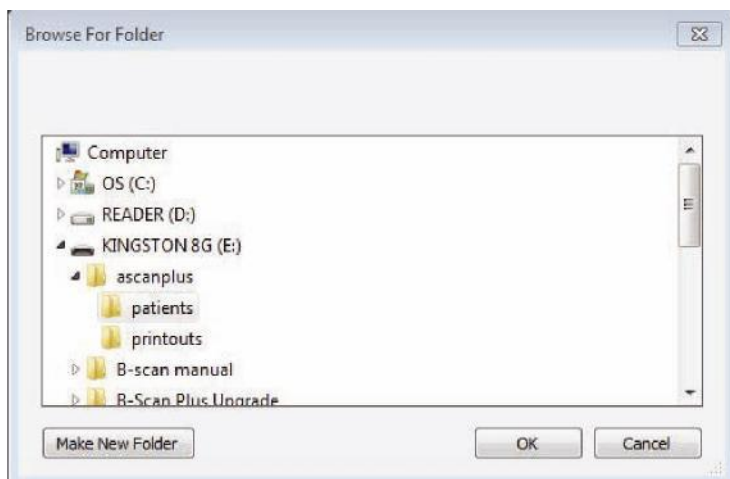 Browse For Folder
Computer
OS (C:)
READER (D:)
KINGSTON 8G (E:)
ascanplus
patients
printouts
B-scan manual
B-Scan Plus Upgrade
Make New Folder OK Cancel